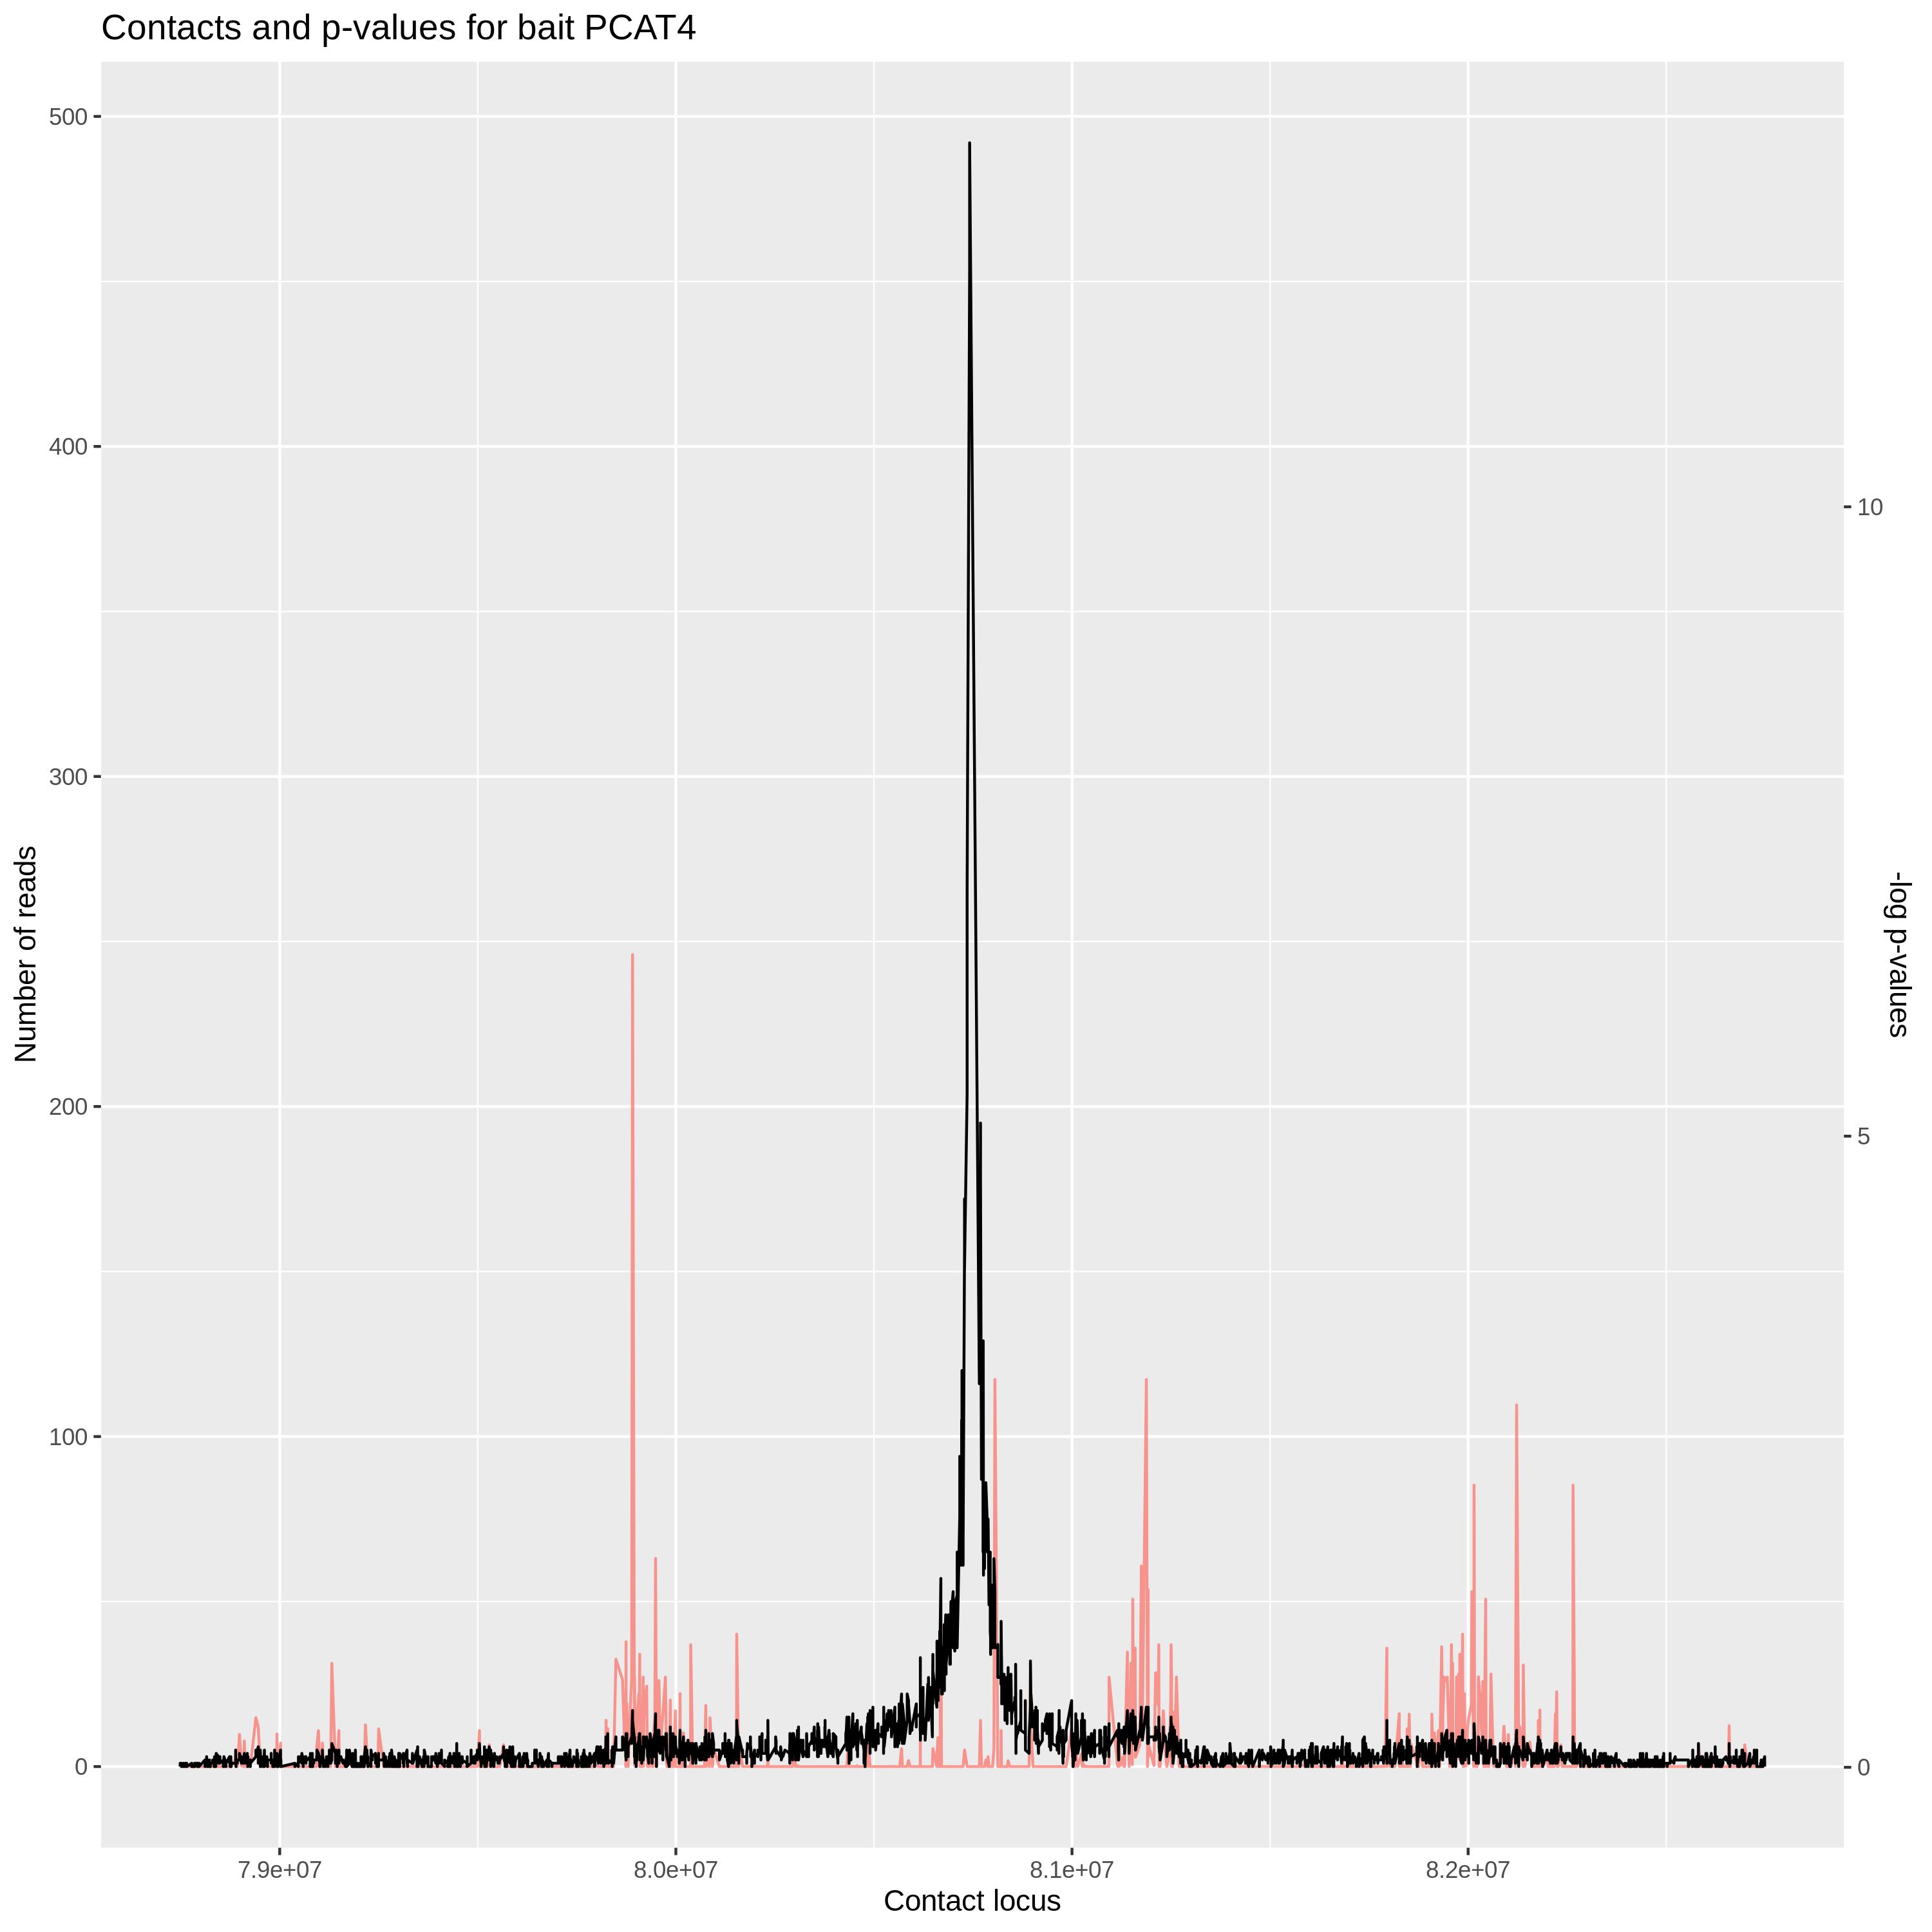 Contacts and p-values for bait PCAT4
500
400
300
200
100
0
Number of reads
10
5
0
-log p-values
7.9e+07
8.0e+07
8.1e+07
8.2e+07
Contact locus